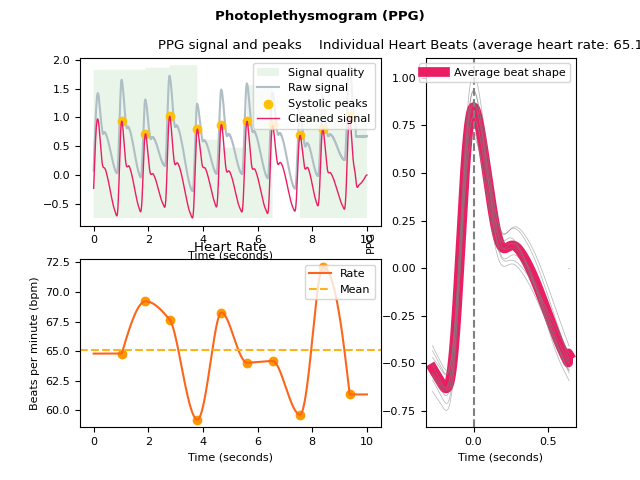 Photoplethysmogram (PPG)
PPG signal and peaks
Individual Heart Beats (average heart rate: 65.1
2.0
1.5
1.0
0.5
0.0
−0.5
Signal quality
Raw signal
Systolic peaks
Cleaned signal
0
2
4
6
8
10
Time (seconds)
Heart Rate
72.5
70.0
67.5
65.0
62.5
60.0
Beats per minute (bpm)
Rate
Mean
0
2
4
6
8
10
Time (seconds)
PPG
1.00
0.75
0.50
0.25
0.00
−0.25
−0.50
−0.75
Average beat shape
0.0
0.5
Time (seconds)